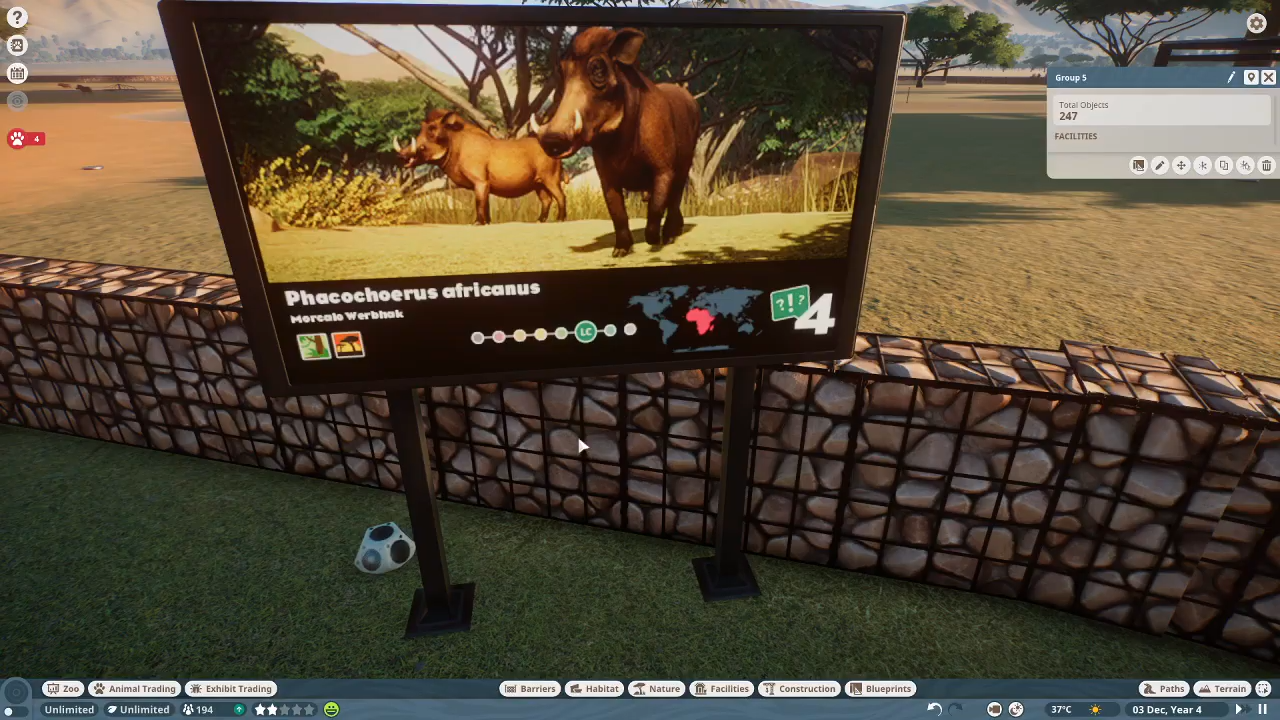 ?
4
Phacochoerus africanus
Morcalo Werbhak
LC
?!?
4
Group 5
Total Objects
247
FACILITIES
Zoo
Animal Trading
Exhibit Trading
Barriers
Habitat
Nature
Facilities
Construction
Blueprints
Paths
Terrain
Unlimited
Unlimited
194
37°C
03 Dec, Year 4